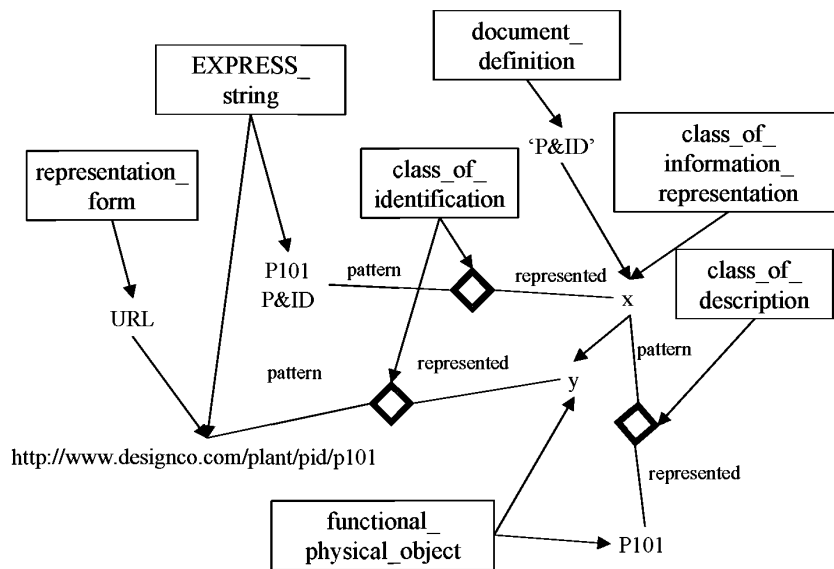 document_
definition
EXPRESS_
string
‘P&ID’
class_of_
information_
representation
representation_
form
class_of_
identification
P101
P&ID
pattern
represented
x
class_of_
description
URL
pattern
represented
y
pattern
http://www.designco.com/plant/pid/p101
represented
functional_
physical_object
P101